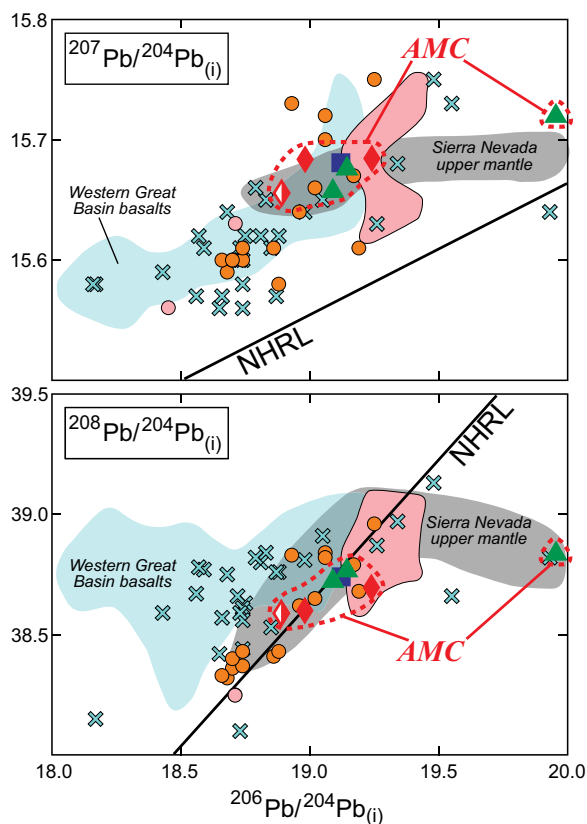 15.8
²⁰⁷Pb/²⁰⁴Pb₍ᵢ₎
AMC
15.7
Sierra Nevada
upper mantle
Western Great
Basin basalts
15.6
NHRL
39.5
²⁰⁸Pb/²⁰⁴Pb₍ᵢ₎
NHRL
39.0
Sierra Nevada
upper mantle
Western Great
Basin basalts
38.5
AMC
18.0
18.5
19.0
19.5
20.0
²⁰⁶Pb/²⁰⁴Pb₍ᵢ₎